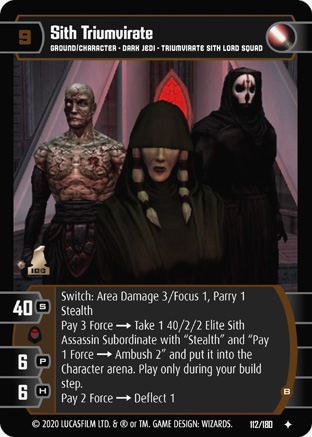 9
Sith Triumvirate
GROUND/CHARACTER • DARK JEDI • TRIUMVIRATE SITH LORD SQUAD
40 S
6 P
6 H
Switch: Area Damage 3/Focus 1, Parry 1
Stealth
Pay 3 Force → Take 1 40/2/2 Elite Sith
Assassin Subordinate with “Stealth” and “Pay
1 Force → Ambush 2” and put it into the
Character arena. Play only during your build
step.
Pay 2 Force → Deflect 1
B
© 2020 LUCASFILM LTD. & ® or TM. GAME DESIGN: WIZARDS. 112/180